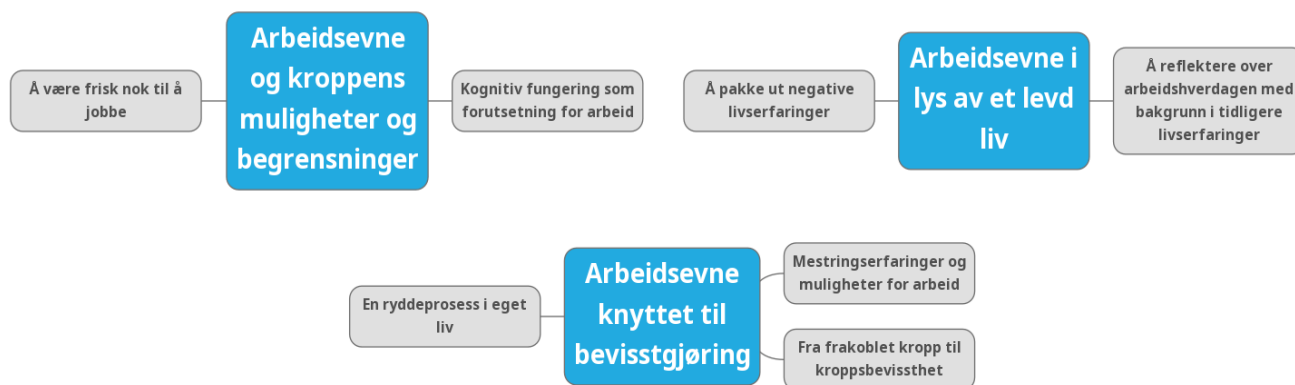 Å være frisk nok til å
jobbe
Arbeidsevne
og kroppens
muligheter og
begrensninger
Kognitiv fungering som
forutsetning for arbeid
Å pakke ut negative
livserfaringer
Arbeidsevne i
lys av et levd
liv
Å reflektere over
arbeidshverdagen med
bakgrunn i tidligere
livserfaringer
En ryddeprosess i eget
liv
Arbeidsevne
knyttet til
bevisstgjøring
Mestringserfaringer og
muligheter for arbeid
Fra frakoblet kropp til
kroppsbevissthet